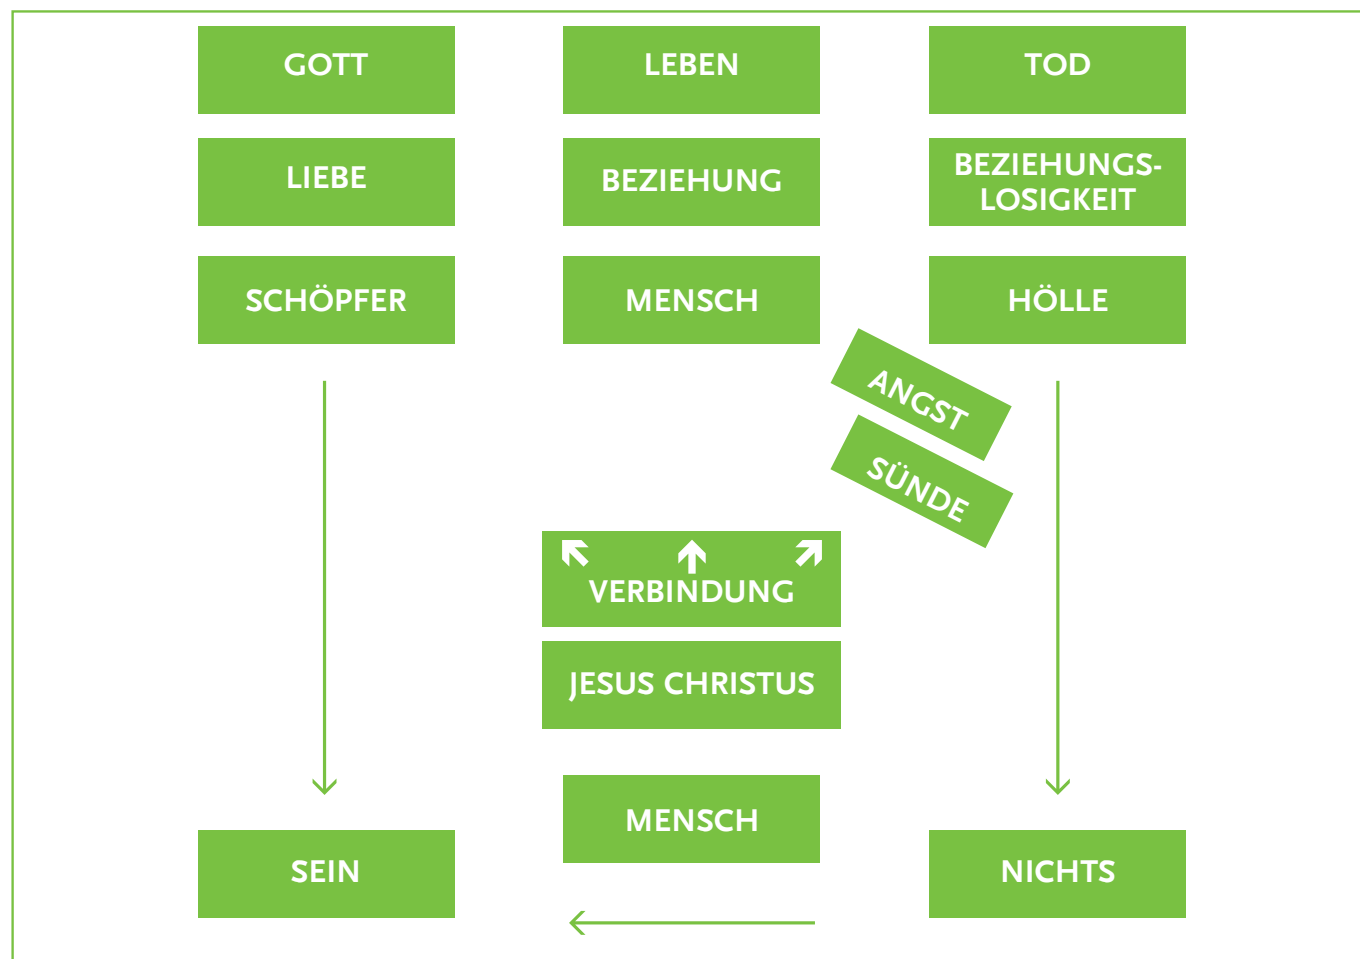 GOTT
LEBEN
TOD
LIEBE
BEZIEHUNG
BEZIEHUNGS-
LOSIGKEIT
SCHÖPFER
MENSCH
HÖLLE
ANGST
SÜNDE
VERBINDUNG
JESUS CHRISTUS
MENSCH
SEIN
NICHTS